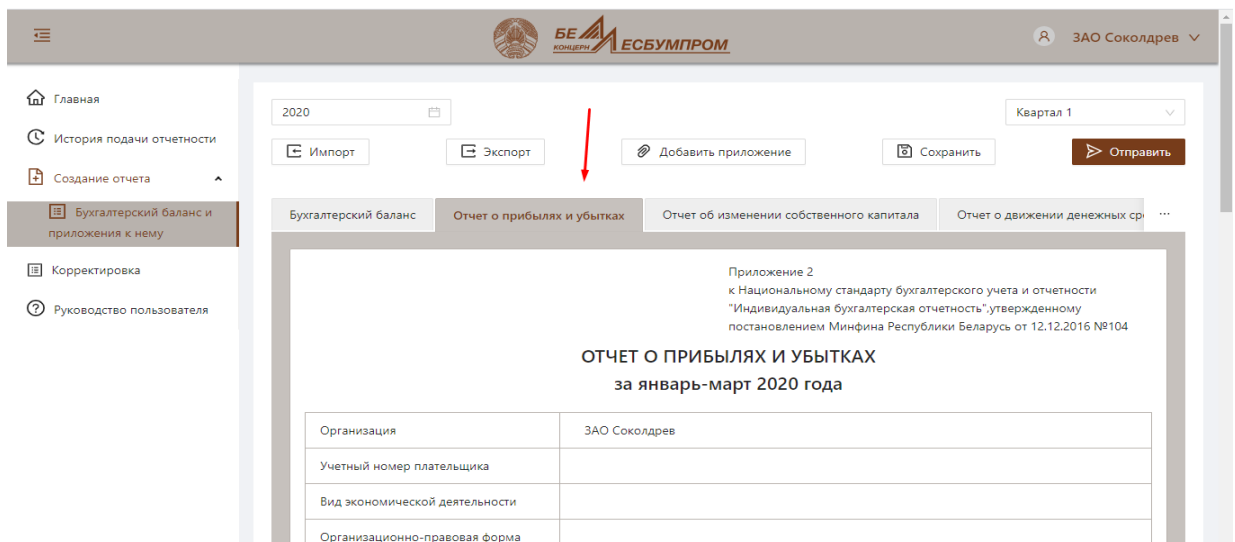 БЕЛ
КОНЦЕРН ЛЕСБУМПРОМ
ЗАО Соколдрев
Главная
История подачи отчетности
Создание отчета
Бухгалтерский баланс и
приложения к нему
Корректировка
Руководство пользователя
2020
Квартал 1
Импорт
Экспорт
Добавить приложение
Сохранить
Отправить
Бухгалтерский баланс
Отчет о прибылях и убытках
Отчет об изменении собственного капитала
Отчет о движении денежных ср
...
Приложение 2
к Национальному стандарту бухгалтерского учета и отчетности
"Индивидуальная бухгалтерская отчетность",утвержденному
постановлением Минфина Республики Беларусь от 12.12.2016 №104
ОТЧЕТ О ПРИБЫЛЯХ И УБЫТКАХ
за январь-март 2020 года
Организация
ЗАО Соколдрев
Учетный номер плательщика
Вид экономической деятельности
Организационно-правовая форма